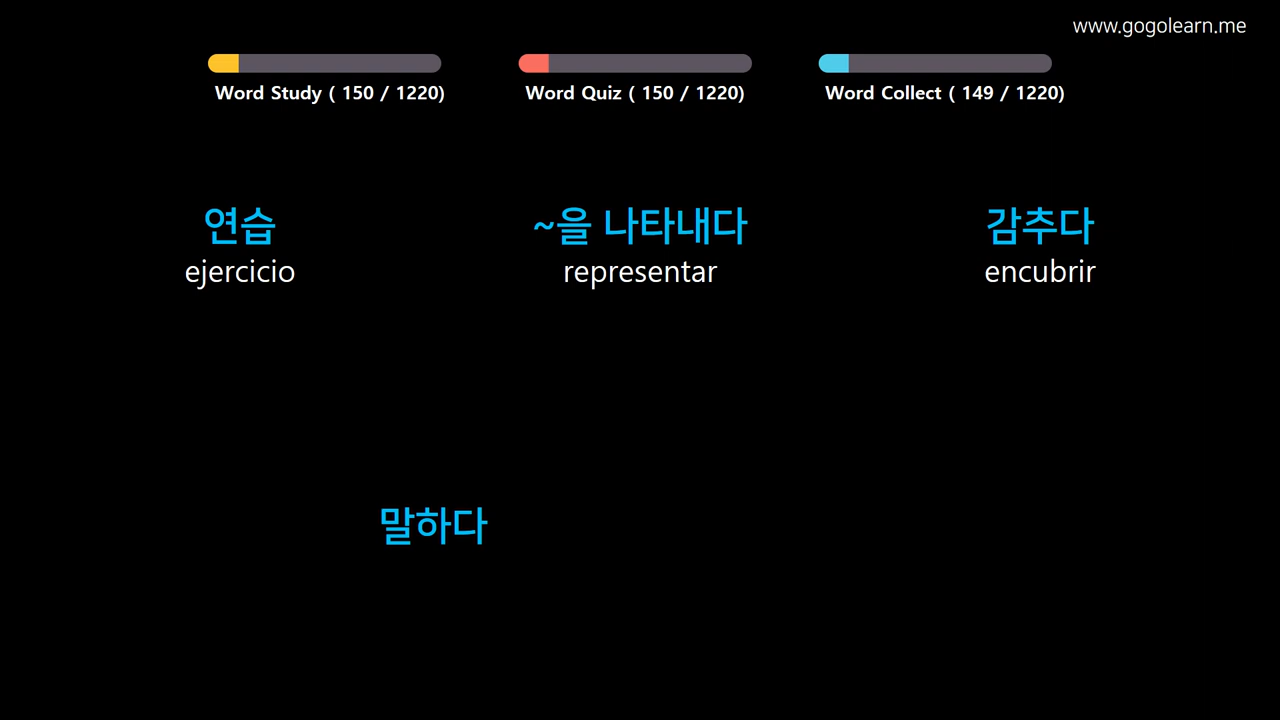 www.gogolearn.me
Word Study ( 150 / 1220)
Word Quiz ( 150 / 1220)
Word Collect ( 149 / 1220)
연습
ejercicio
~을 나타내다
representar
감추다
encubrir
말하다